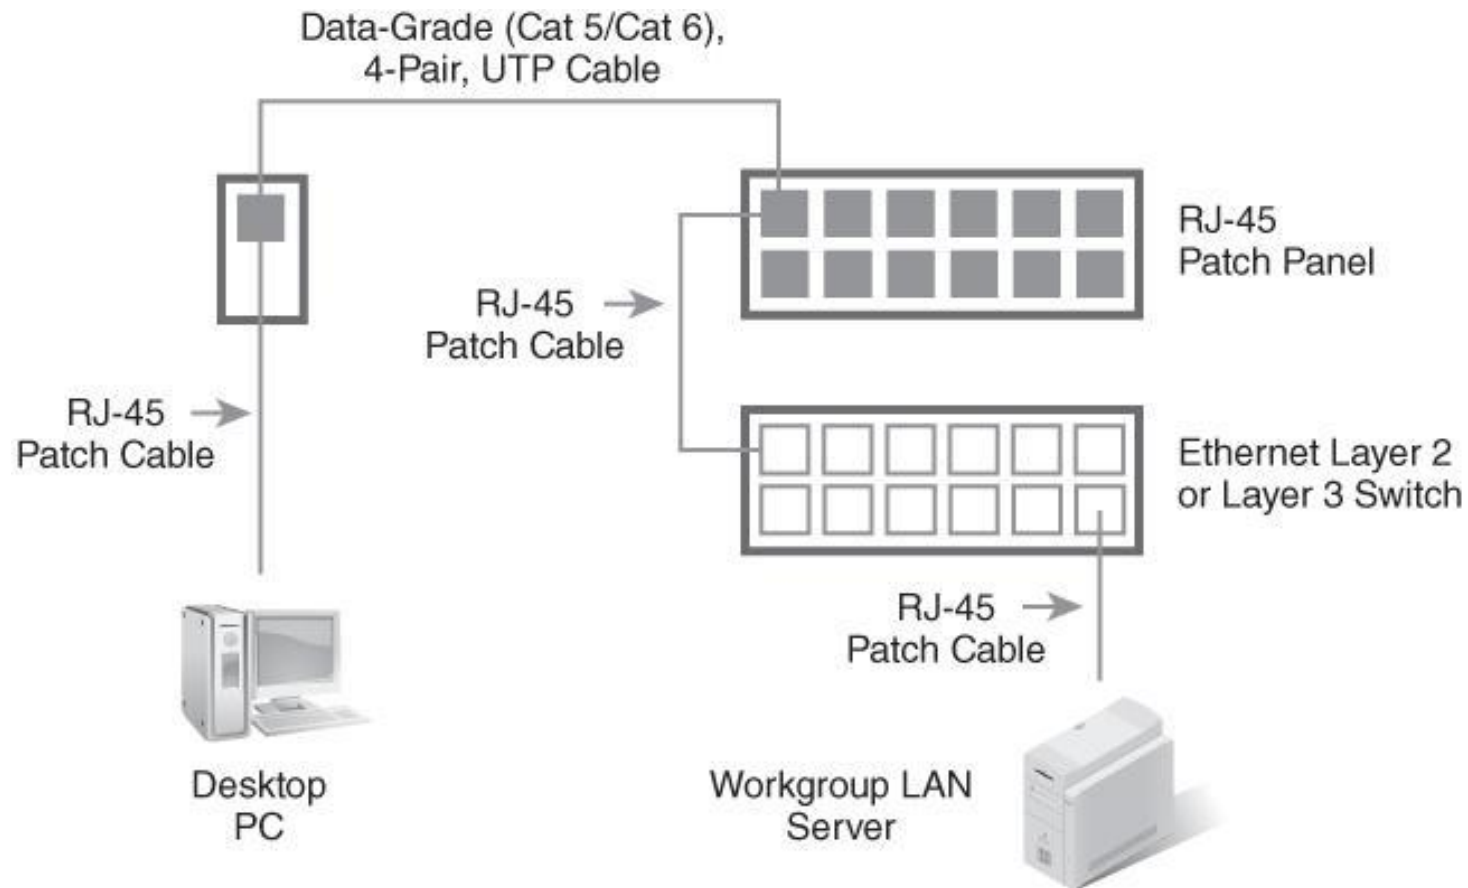 Data-Grade (Cat 5/Cat 6),
4-Pair, UTP Cable
RJ-45
Patch Panel
RJ-45
Patch Cable
RJ-45
Patch Cable
Ethernet Layer 2
or Layer 3 Switch
RJ-45
Patch Cable
Desktop
PC
Workgroup LAN
Server